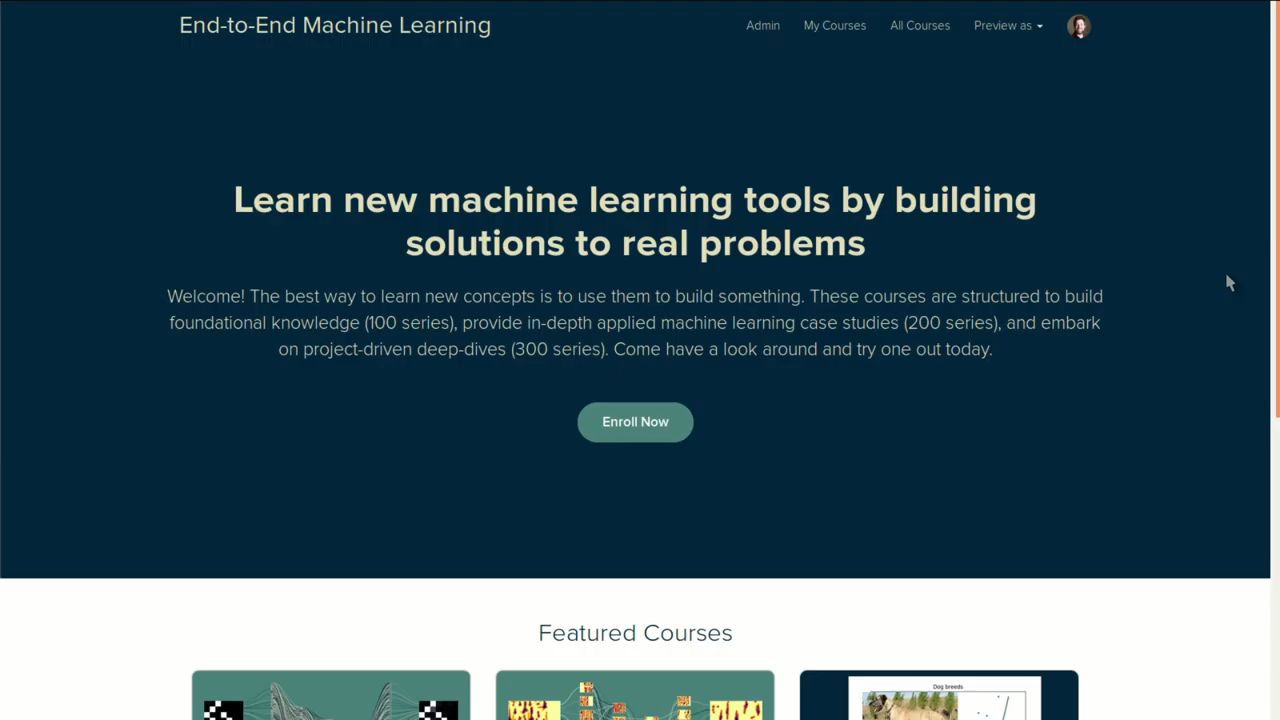 End-to-End Machine Learning
Admin My Courses All Courses Preview as
Learn new machine learning tools by building
solutions to real problems
Welcome! The best way to learn new concepts is to use them to build something. These courses are structured to build
foundational knowledge (100 series), provide in-depth applied machine learning case studies (200 series), and embark
on project-driven deep-dives (300 series). Come have a look around and try one out today.
Enroll Now
Featured Courses
Dog breeds